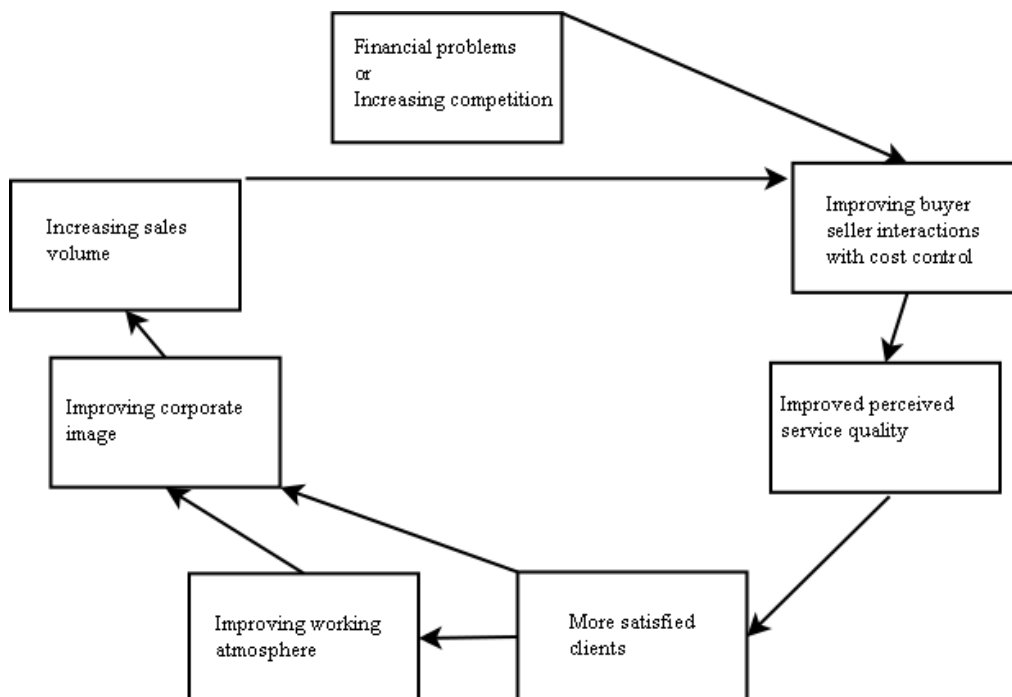 Financial problems
or
Increasing competition
Increasing sales
volume
Improving buyer
seller interactions
with cost control
Improving corporate
image
Improved perceived
service quality
Improving working
atmosphere
More satisfied
clients